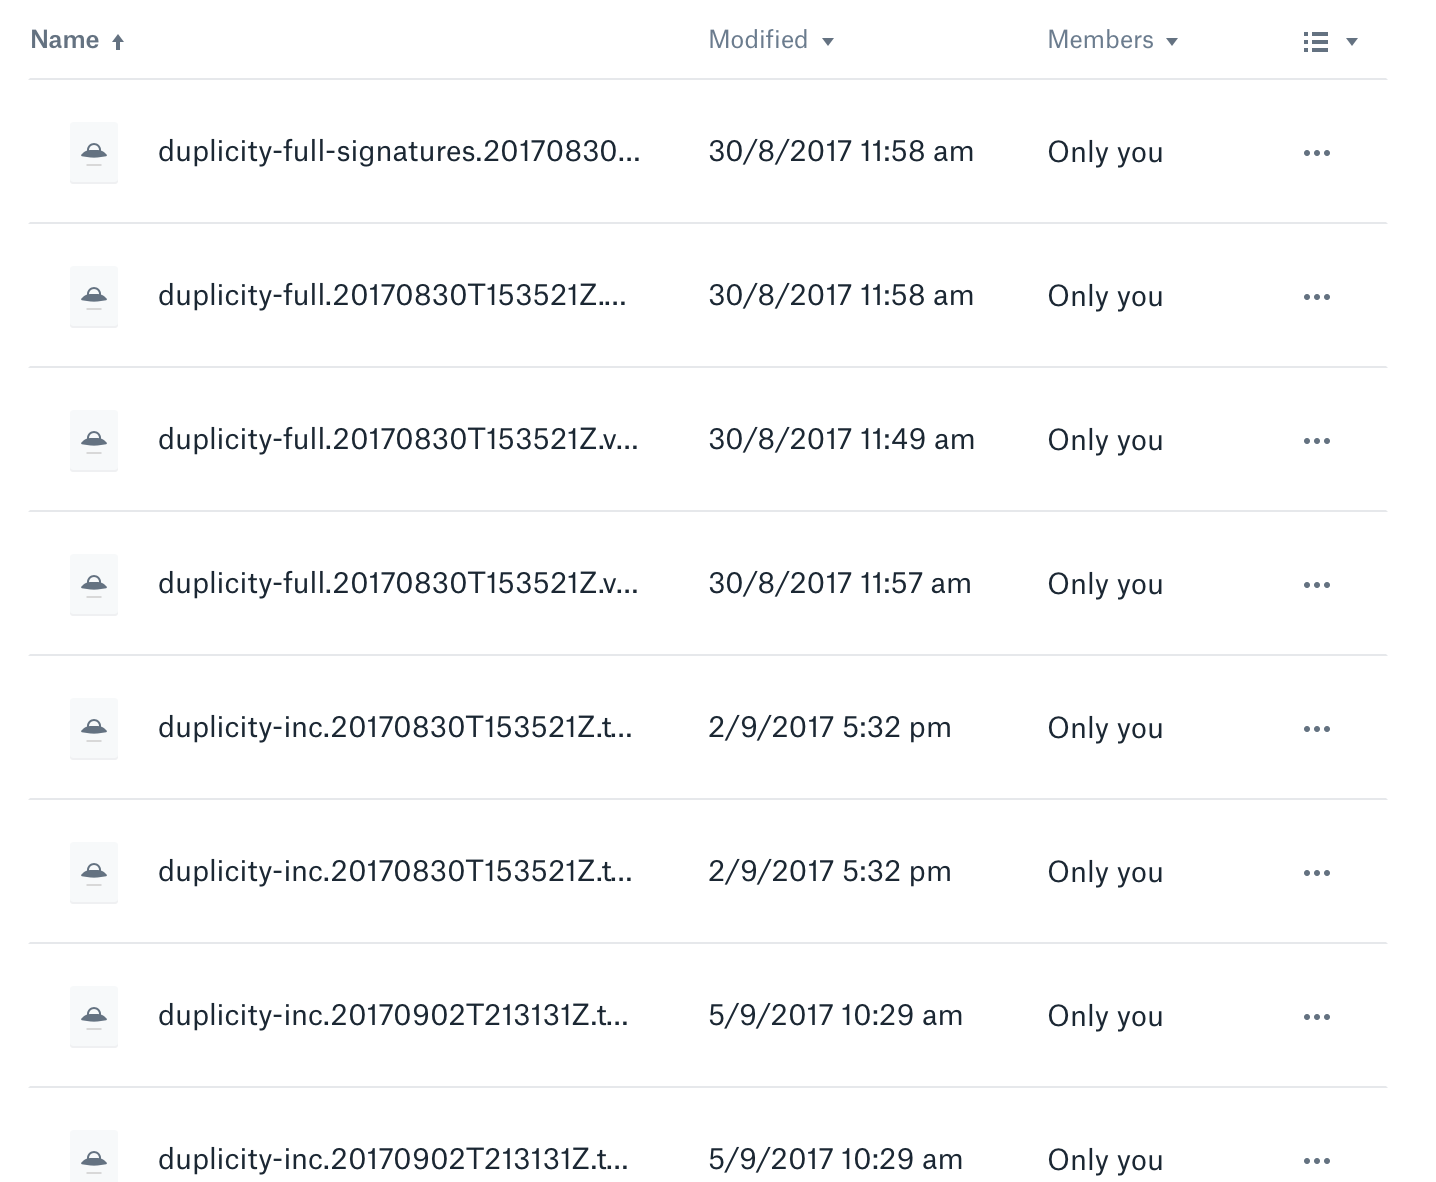 Name Modified Members
duplicity-full-signatures.20170830... 30/8/2017 11:58 am Only you
duplicity-full.20170830T153521Z.... 30/8/2017 11:58 am Only you
duplicity-full.20170830T153521Z.v... 30/8/2017 11:49 am Only you
duplicity-full.20170830T153521Z.v... 30/8/2017 11:57 am Only you
duplicity-inc.20170830T153521Z.t... 2/9/2017 5:32 pm Only you
duplicity-inc.20170830T153521Z.t... 2/9/2017 5:32 pm Only you
duplicity-inc.20170902T213131Z.t... 5/9/2017 10:29 am Only you
duplicity-inc.20170902T213131Z.t... 5/9/2017 10:29 am Only you